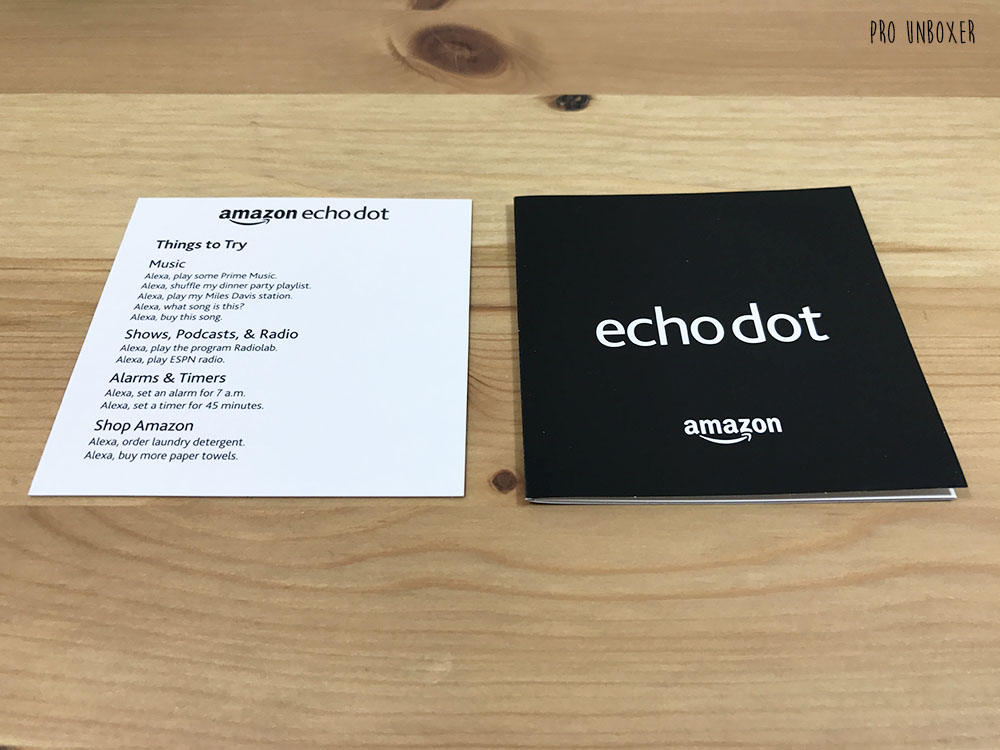 PRO UNBOXER
amazon echo dot
Things to Try
Music
Alexa, play some Prime Music.
Alexa, shuffle my dinner party playlist.
Alexa, play my Miles Davis station.
Alexa, what song is this?
Alexa, buy this song.
Shows, Podcasts, & Radio
Alexa, play the program Radiolab.
Alexa, play ESPN radio.
Alarms & Timers
Alexa, set an alarm for 7 a.m.
Alexa, set a timer for 45 minutes.
Shop Amazon
Alexa, order laundry detergent.
Alexa, buy more paper towels.
echo dot
amazon